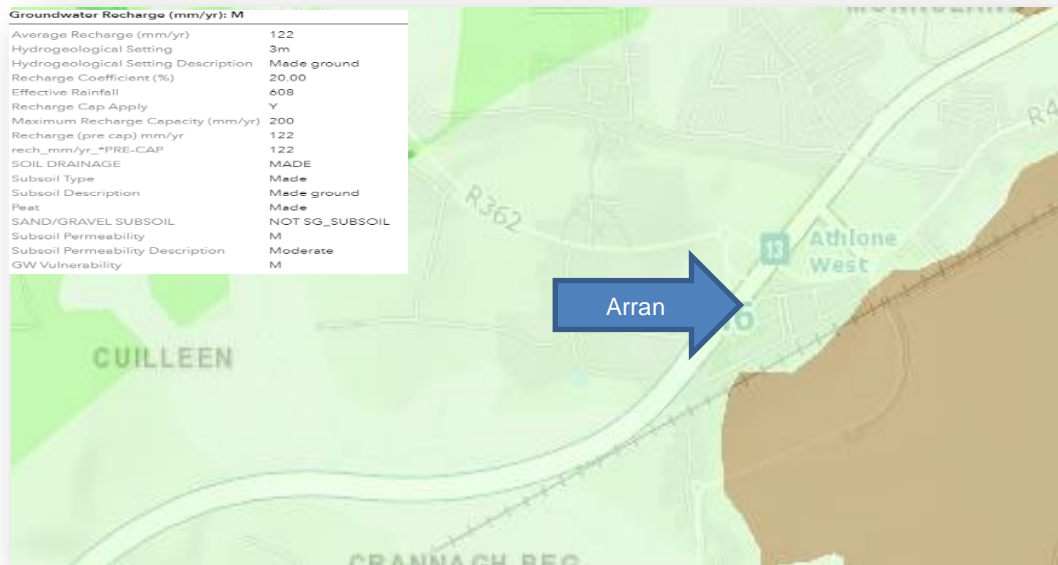 Groundwater Recharge (mm/yr): M
Average Recharge (mm/yr) 122
Hydrogeological Setting 3m
Hydrogeological Setting Description Made ground
Recharge Coefficient (%) 20.00
Effective Rainfall 608
Recharge Cap Apply Y
Maximum Recharge Capacity (mm/yr) 200
Recharge (pre cap) mm/yr 122
rech_mm/yr_*PRE-CAP 122
SOIL DRAINAGE MADE
Subsoil Type Made
Subsoil Description Made ground
Peat Made
SAND/GRAVEL SUBSOIL NOT SG_SUBSOIL
Subsoil Permeability M
Subsoil Permeability Description Moderate
GW Vulnerability M
R362
13
Athlone
West
Arran
CUILLEEN